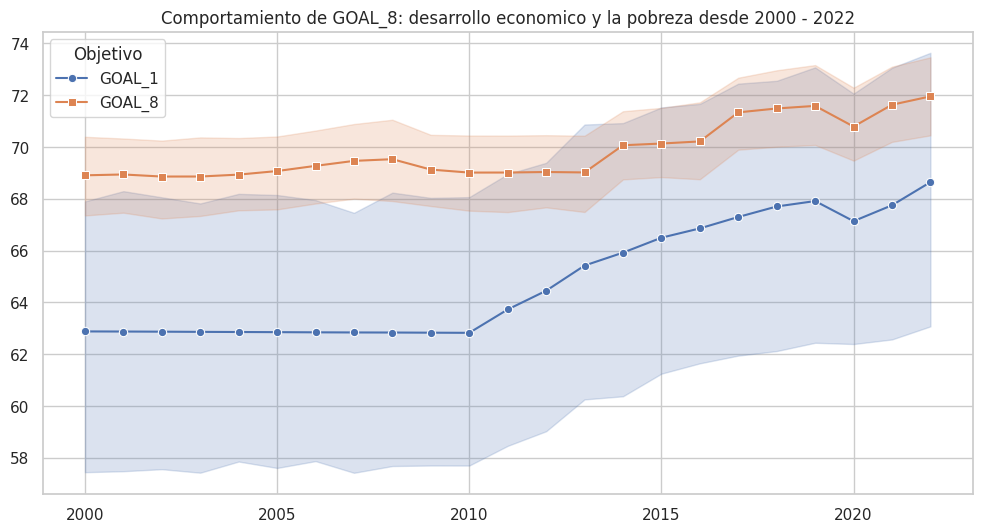 Comportamiento de GOAL_8: desarrollo economico y la pobreza desde 2000 - 2022
Objetivo
GOAL_1
GOAL_8
74
72
70
68
66
64
62
60
58
2000 2005 2010 2015 2020